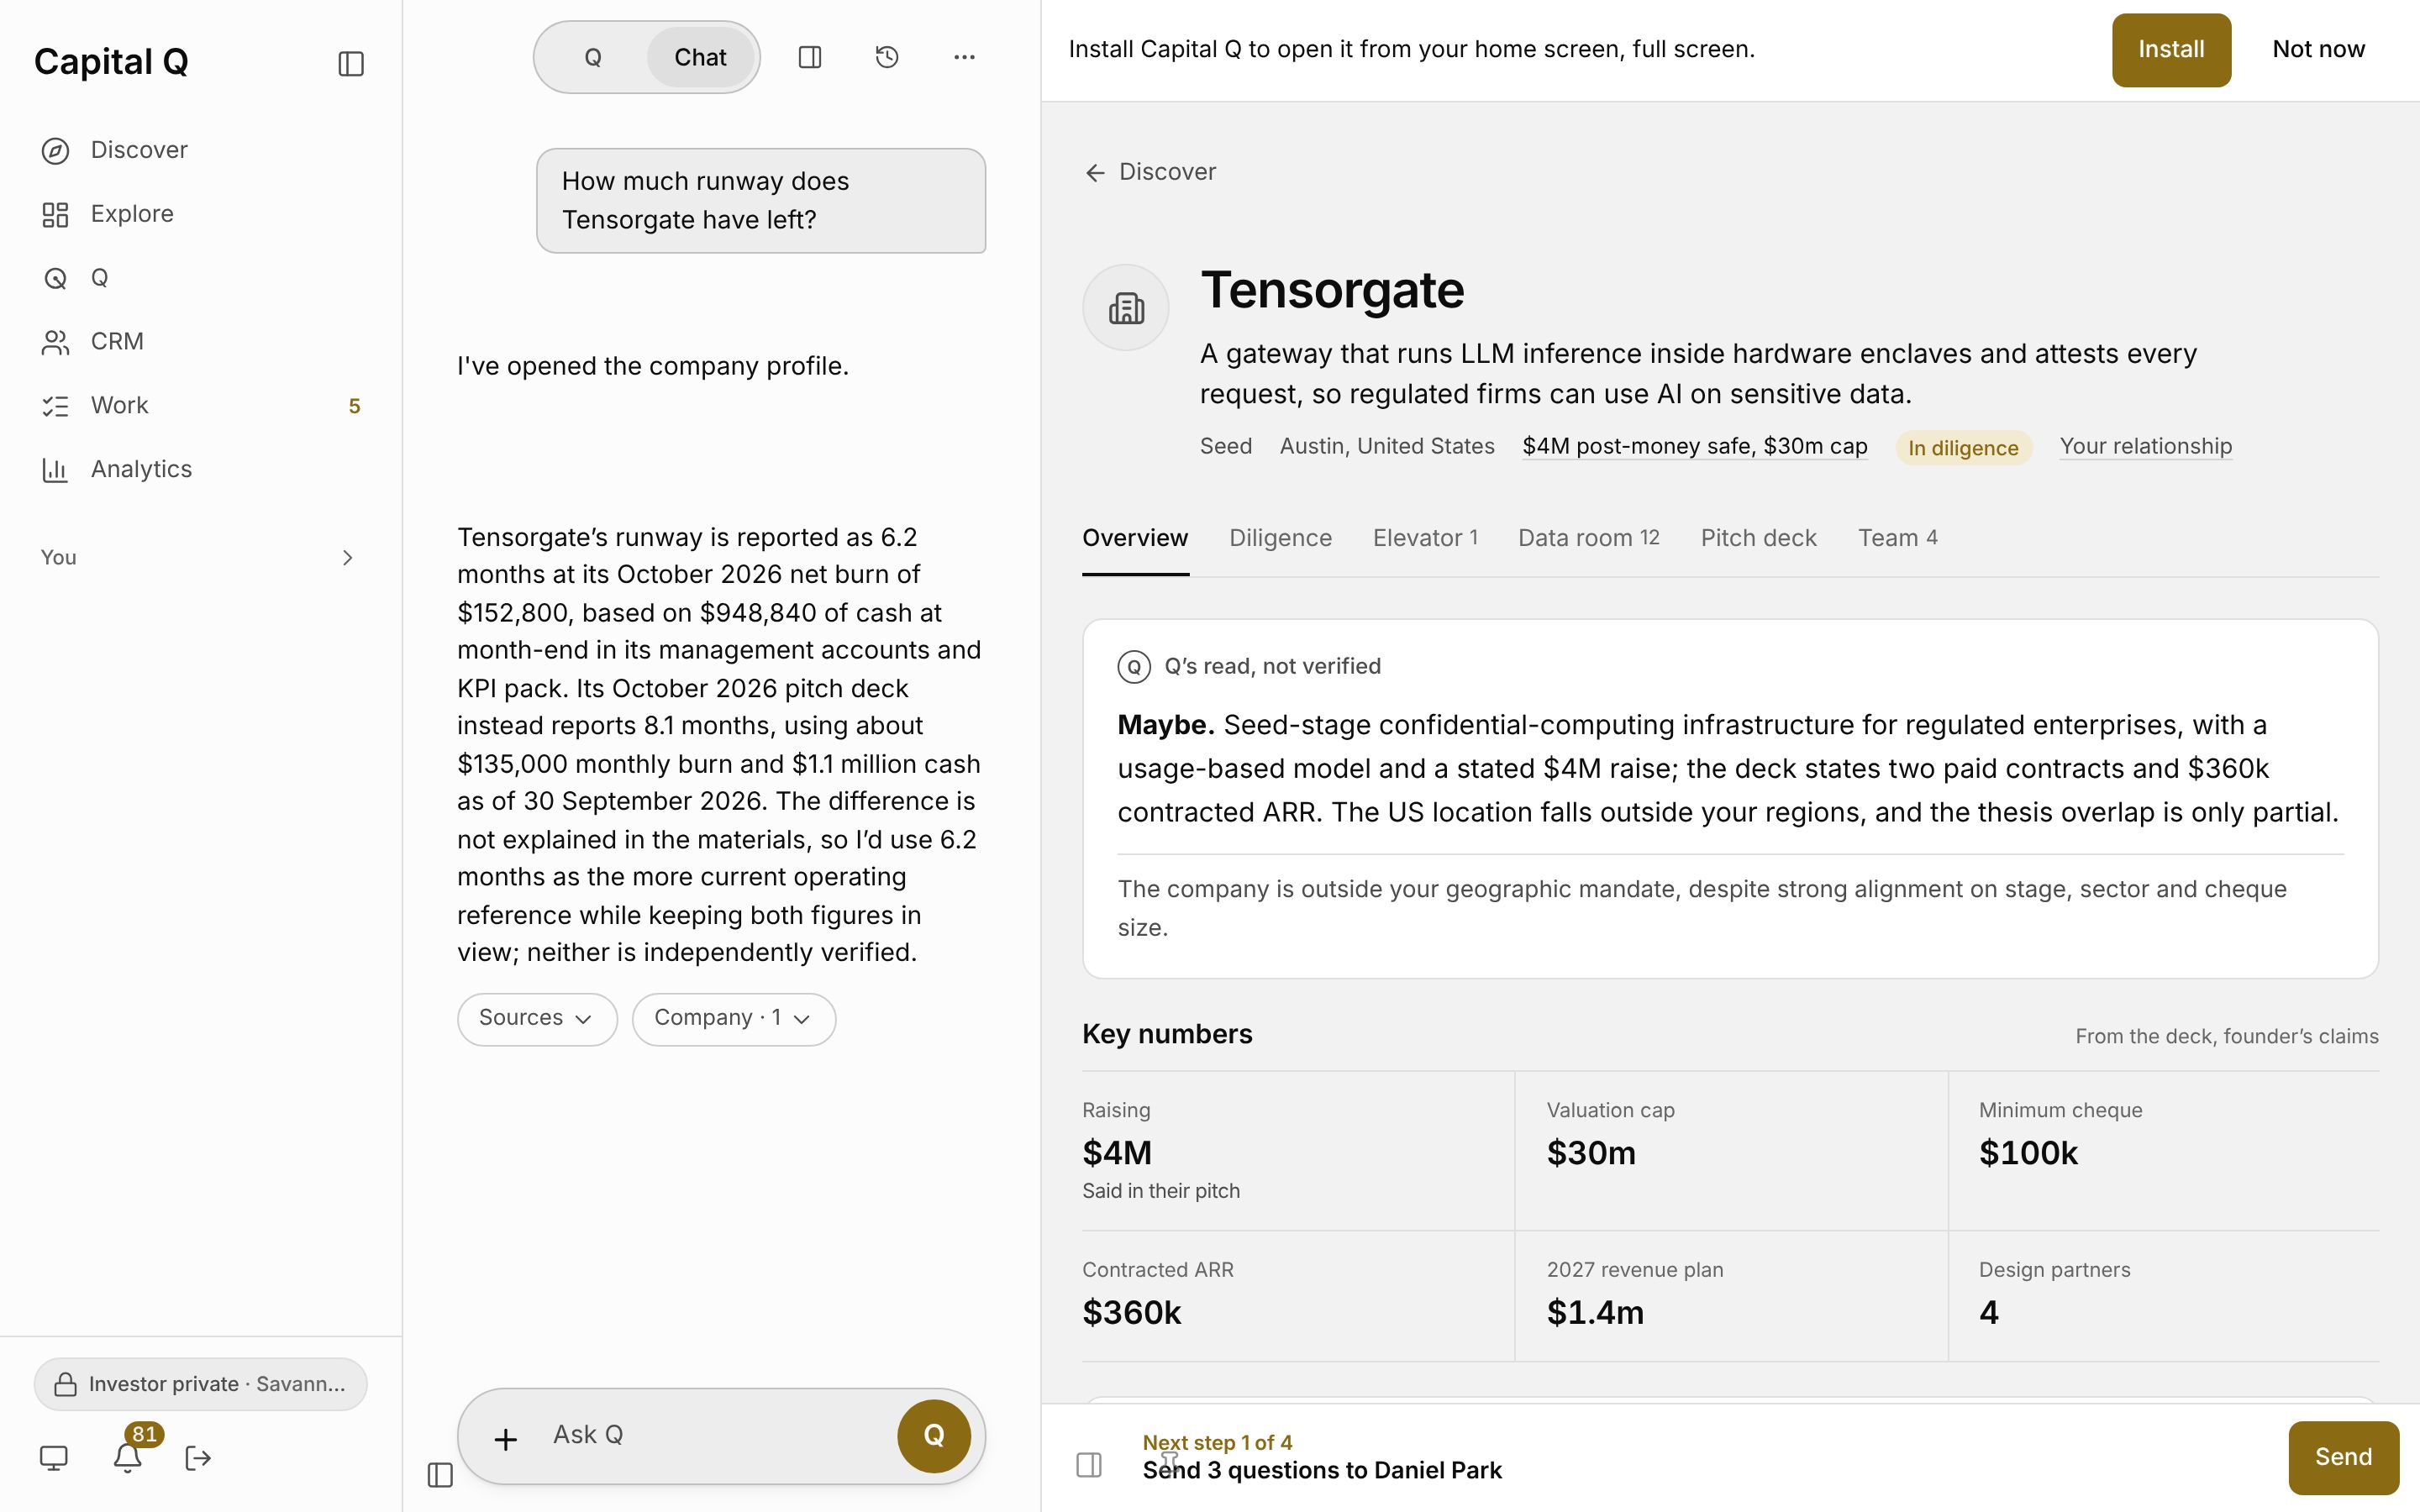 Capital Q
Discover
Explore
Q
CRM
Work 5
Analytics
You
Investor private · Savann...
81
Q Chat
How much runway does
Tensorgate have left?
I've opened the company profile.
Tensorgate’s runway is reported as 6.2
months at its October 2026 net burn of
$152,800, based on $948,840 of cash at
month-end in its management accounts and
KPI pack. Its October 2026 pitch deck
instead reports 8.1 months, using about
$135,000 monthly burn and $1.1 million cash
as of 30 September 2026. The difference is
not explained in the materials, so I’d use 6.2
months as the more current operating
reference while keeping both figures in
view; neither is independently verified.
Sources Company · 1
Ask Q Q
Install Capital Q to open it from your home screen, full screen. Install Not now
Discover
Tensorgate
A gateway that runs LLM inference inside hardware enclaves and attests every
request, so regulated firms can use AI on sensitive data.
Seed Austin, United States $4M post-money safe, $30m cap In diligence Your relationship
Overview Diligence Elevator 1 Data room 12 Pitch deck Team 4
Q Q’s read, not verified
Maybe. Seed-stage confidential-computing infrastructure for regulated enterprises, with a
usage-based model and a stated $4M raise; the deck states two paid contracts and $360k
contracted ARR. The US location falls outside your regions, and the thesis overlap is only partial.
The company is outside your geographic mandate, despite strong alignment on stage, sector and cheque
size.
Key numbers From the deck, founder’s claims
Raising Valuation cap Minimum cheque
$4M $30m $100k
Said in their pitch
Contracted ARR 2027 revenue plan Design partners
$360k $1.4m 4
Next step 1 of 4
Send 3 questions to Daniel Park
Send